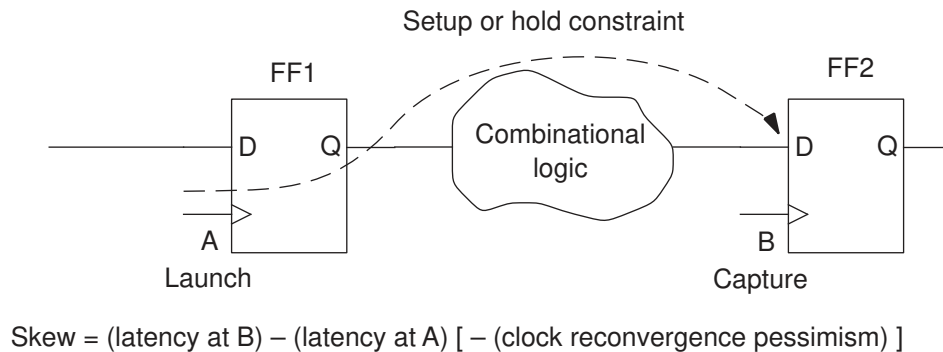 Setup or hold constraint
FF1
FF2
D
Q
Combinational
logic
D
Q
A
B
Launch
Capture
Skew = (latency at B) – (latency at A) [ – (clock reconvergence pessimism) ]